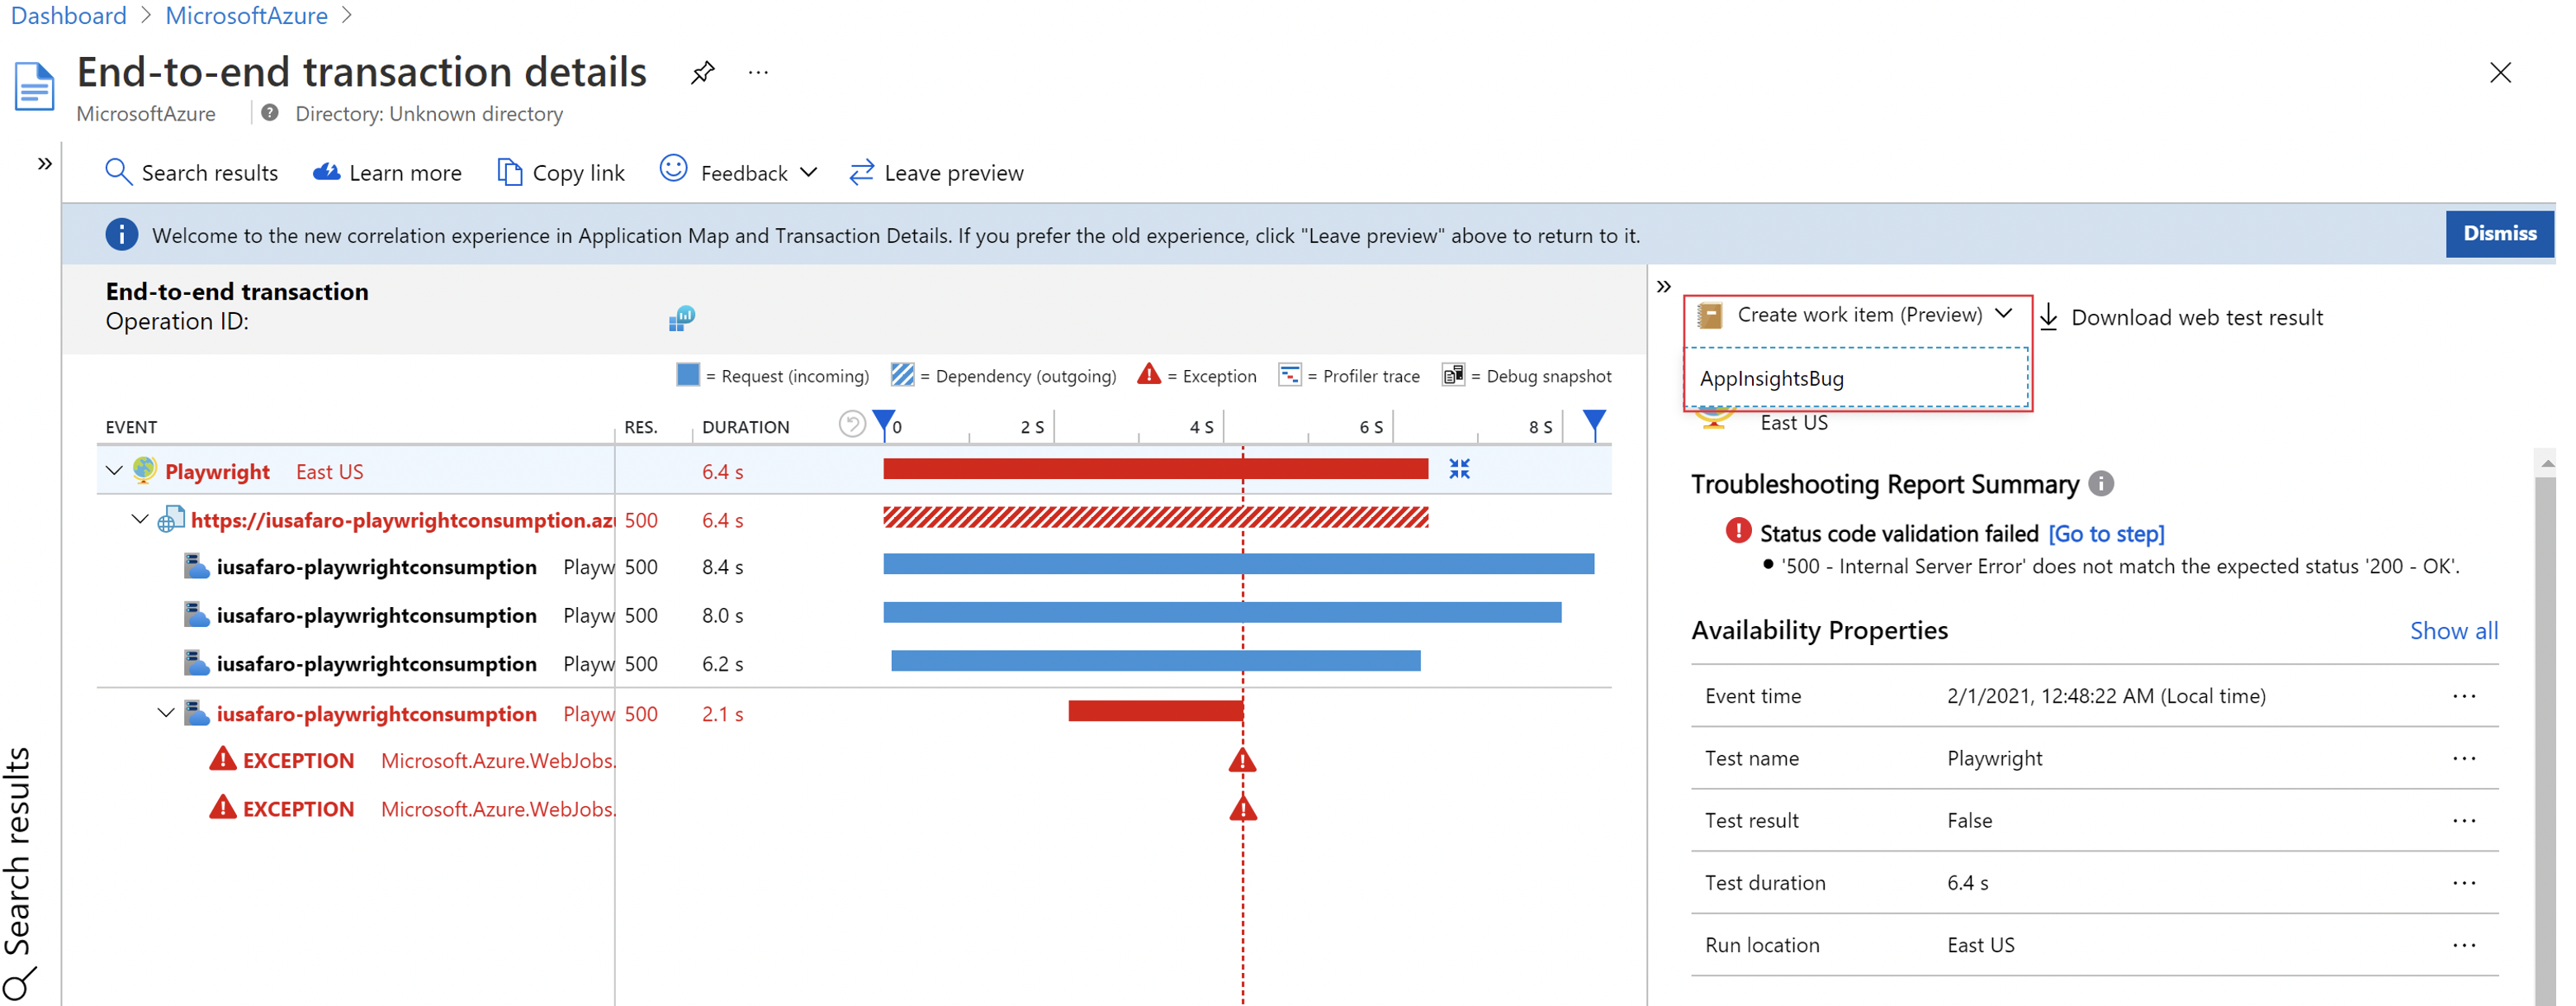 Dashboard > MicrosoftAzure >
End-to-end transaction details ...
MicrosoftAzure | Directory: Unknown directory
» Search results Learn more Copy link Feedback Leave preview
Welcome to the new correlation experience in Application Map and Transaction Details. If you prefer the old experience, click "Leave preview" above to return to it. Dismiss
End-to-end transaction
Operation ID:
= Request (incoming) = Dependency (outgoing) = Exception = Profiler trace = Debug snapshot
EVENT RES. DURATION 0 2 S 4 S 6 S 8 S
Playwright East US 6.4 s
https://iusafaro-playwrightconsumption.az 500 6.4 s
iusafaro-playwrightconsumption Playw 500 8.4 s
iusafaro-playwrightconsumption Playw 500 8.0 s
iusafaro-playwrightconsumption Playw 500 6.2 s
iusafaro-playwrightconsumption Playw 500 2.1 s
EXCEPTION Microsoft.Azure.WebJobs.
EXCEPTION Microsoft.Azure.WebJobs.
Search results
»
Create work item (Preview) Download web test result
AppInsightsBug
East US
Troubleshooting Report Summary
Status code validation failed [Go to step]
• '500 - Internal Server Error' does not match the expected status '200 - OK'.
Availability Properties Show all
Event time 2/1/2021, 12:48:22 AM (Local time) ...
Test name Playwright ...
Test result False ...
Test duration 6.4 s ...
Run location East US ...